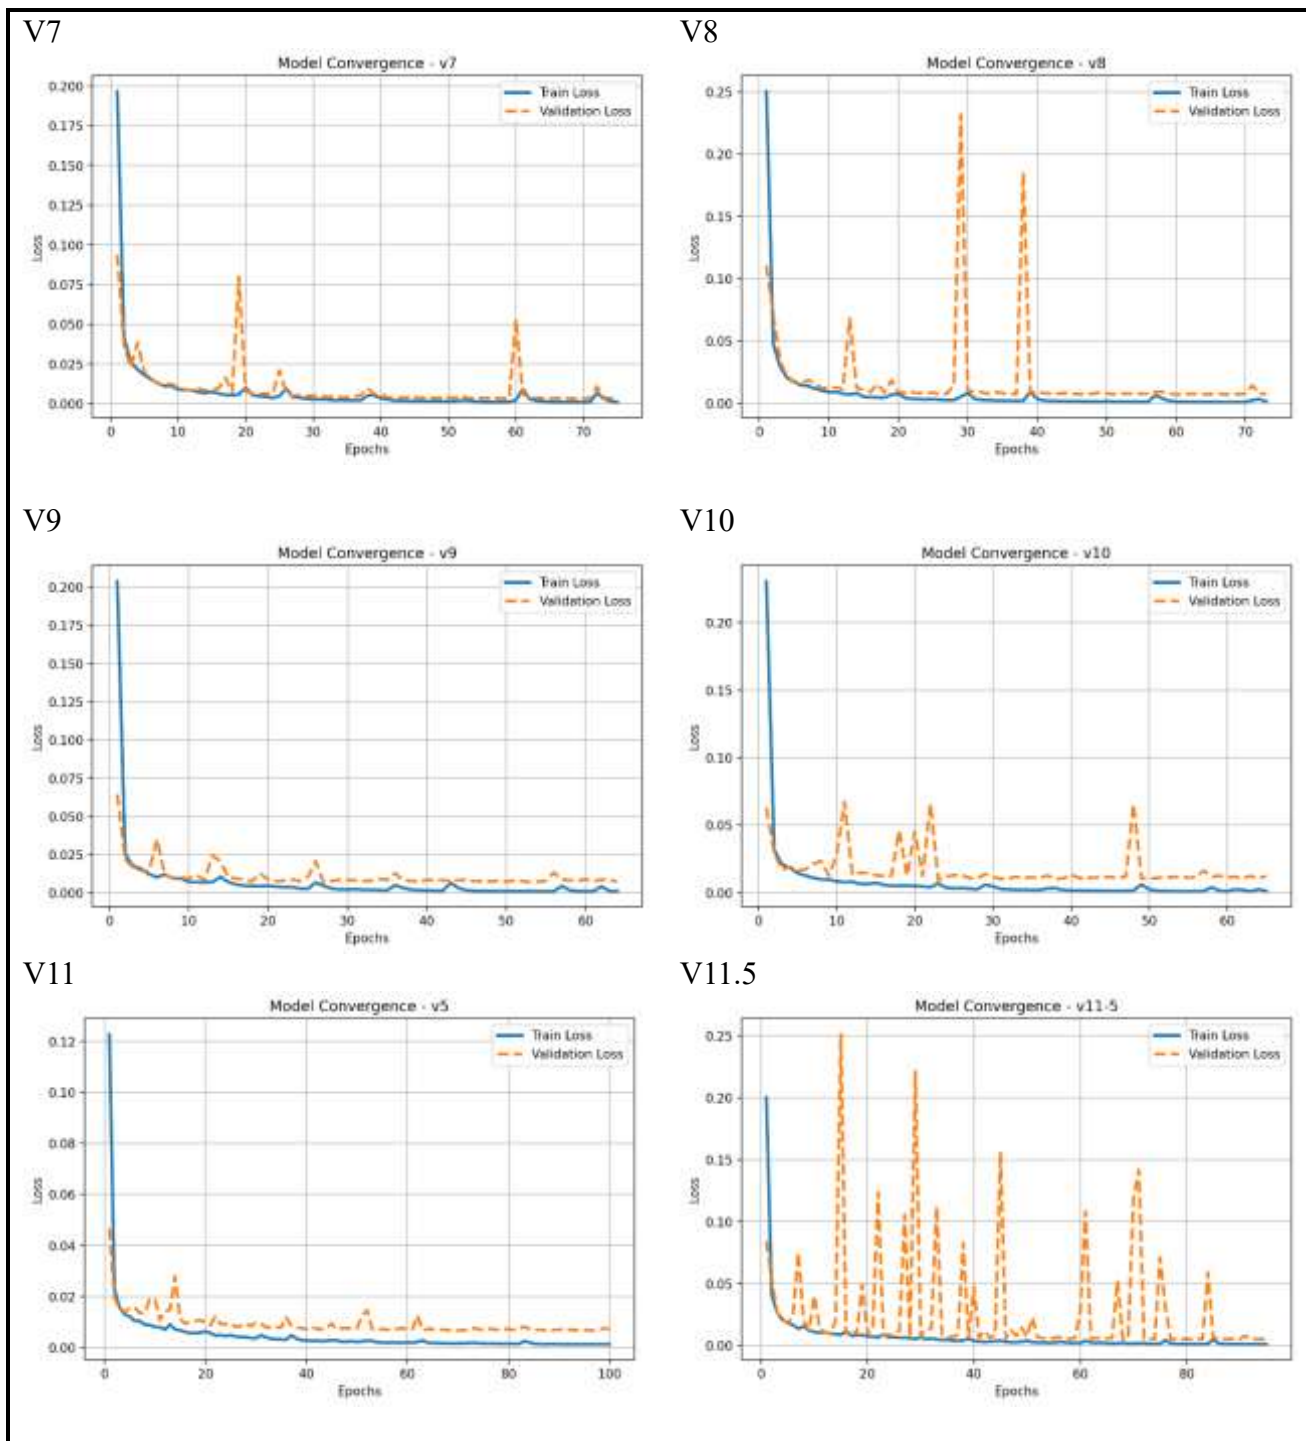 V7
Model Convergence - v7
Train Loss
Validation Loss
0.200
0.175
0.150
0.125
0.100
0.075
0.050
0.025
0.000
Loss
0 10 20 30 40 50 60 70
Epochs
V8
Model Convergence - v8
Train Loss
Validation Loss
0.25
0.20
0.15
0.10
0.05
0.00
Loss
0 10 20 30 40 50 60 70
Epochs
V9
Model Convergence - v9
Train Loss
Validation Loss
0.200
0.175
0.150
0.125
0.100
0.075
0.050
0.025
0.000
Loss
0 10 20 30 40 50 60
Epochs
V10
Model Convergence - v10
Train Loss
Validation Loss
0.20
0.15
0.10
0.05
0.00
Loss
0 10 20 30 40 50 60
Epochs
V11
Model Convergence - v5
Train Loss
Validation Loss
0.12
0.10
0.08
0.06
0.04
0.02
0.00
Loss
0 20 40 60 80 100
Epochs
V11.5
Model Convergence - v11-5
Train Loss
Validation Loss
0.25
0.20
0.15
0.10
0.05
0.00
Loss
0 20 40 60 80
Epochs